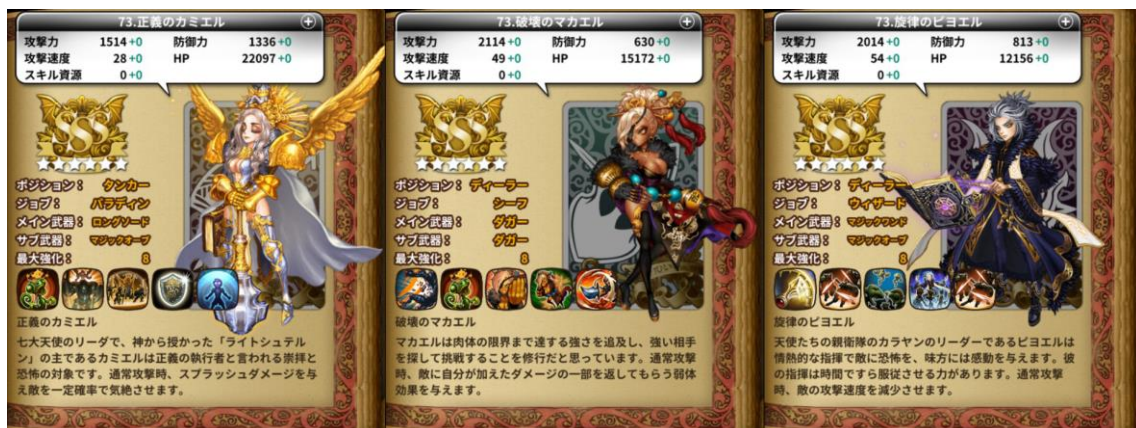 73.正義のカミエル
攻撃力 1514 +0 防御力 1336 +0
攻撃速度 28 +0 HP 22097 +0
スキル資源 0 +0
SSS
ポジション： タンカー
ジョブ： パラディン
メイン武器： ロングソード
サブ武器： マジックオーブ
最大強化： 8
正義のカミエル
七大天使のリーダで、神から授かった「ライトシュテル
ン」の主であるカミエルは正義の執行者と言われる崇拝と
恐怖の対象です。通常攻撃時、スプラッシュダメージを与
え敵を一定確率で気絶させます。
73.破壊のマカエル
攻撃力 2114 +0 防御力 630 +0
攻撃速度 49 +0 HP 15172 +0
スキル資源 0 +0
SSS
ポジション： ディーラー
ジョブ： シーフ
メイン武器： ダガー
サブ武器： ダガー
最大強化： 8
破壊のマカエル
マカエルは肉体の限界まで達する強さを追及し、強い相手
を探して挑戦することを修行だと思っています。通常攻撃
時、敵に自分が加えたダメージの一部を返してもらう弱体
効果を与えます。
73.旋律のピヨエル
攻撃力 2014 +0 防御力 813 +0
攻撃速度 54 +0 HP 12156 +0
スキル資源 0 +0
SSS
ポジション： ディーラー
ジョブ： ウィザード
メイン武器： マジックワンド
サブ武器： マジックオーブ
最大強化： 8
旋律のピヨエル
天使たちの親衛隊のカラヤンのリーダーであるピヨエルは
情熱的な指揮で敵に恐怖を、味方には感動を与えます。彼
の指揮は時間ですら服従させる力があります。通常攻撃
時、敵の攻撃速度を減少させます。